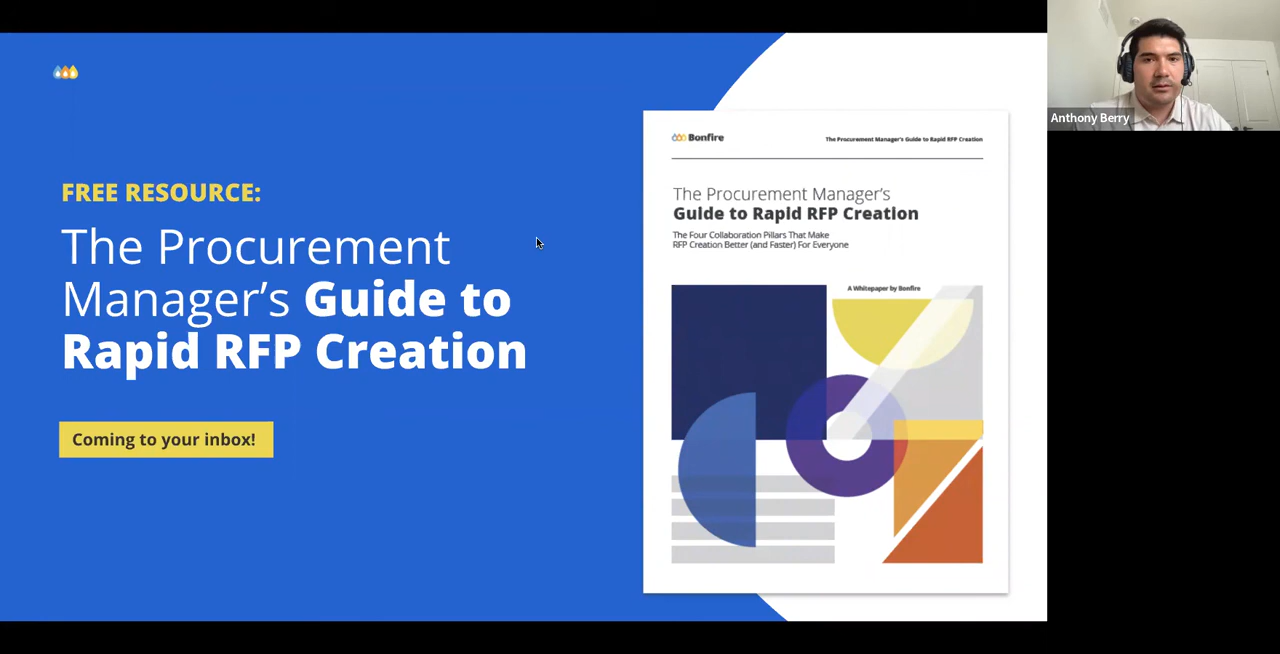 FREE RESOURCE:
The Procurement
Manager’s Guide to
Rapid RFP Creation
Coming to your inbox!
Bonfire
The Procurement Manager's Guide to Rapid RFP Creation
The Procurement Manager’s
Guide to Rapid RFP Creation
The Four Collaboration Pillars That Make
RFP Creation Better (and Faster) For Everyone
A Whitepaper by Bonfire
Anthony Berry